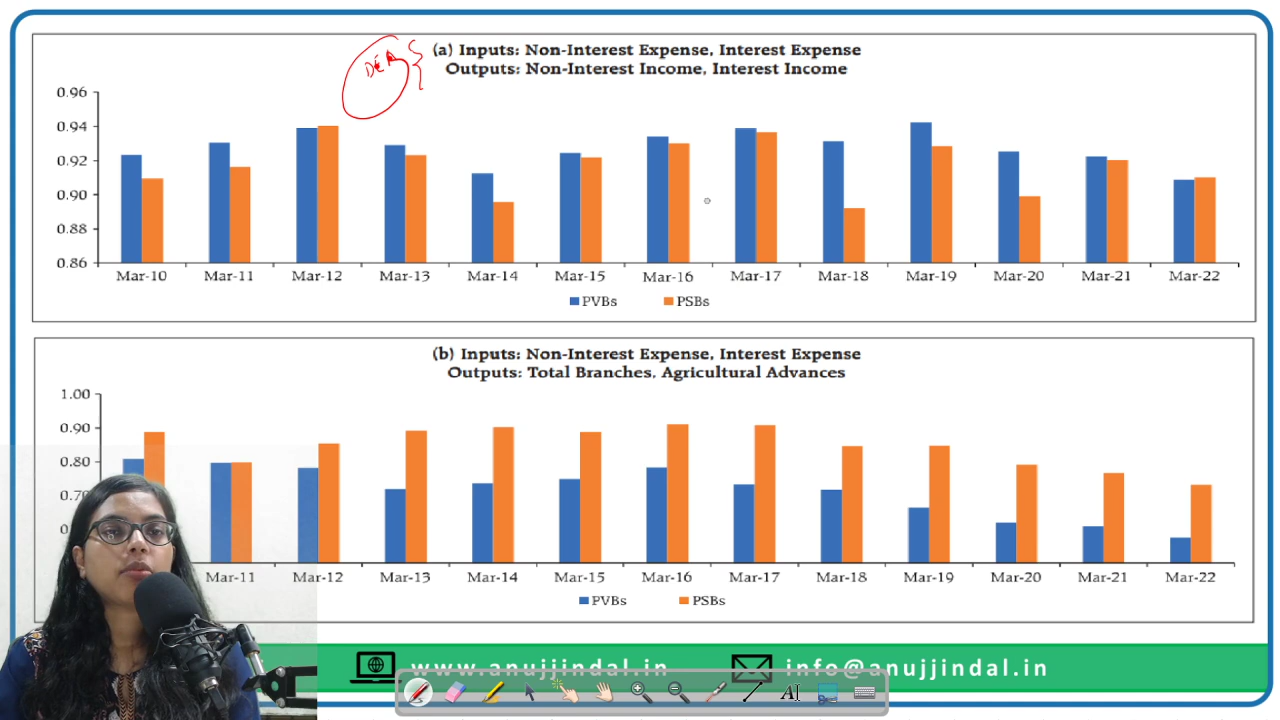 (a) Inputs: Non-Interest Expense, Interest Expense
Outputs: Non-Interest Income, Interest Income
DEA
0.96
0.94
0.92
0.90
0.88
0.86
Mar-10 Mar-11 Mar-12 Mar-13 Mar-14 Mar-15 Mar-16 Mar-17 Mar-18 Mar-19 Mar-20 Mar-21 Mar-22
PVBs PSBs
(b) Inputs: Non-Interest Expense, Interest Expense
Outputs: Total Branches, Agricultural Advances
1.00
0.90
0.80
Mar-11 Mar-12 Mar-13 Mar-14 Mar-15 Mar-16 Mar-17 Mar-18 Mar-19 Mar-20 Mar-21 Mar-22
PVBs PSBs
www.anujjindal.in info@anujjindal.in
AI